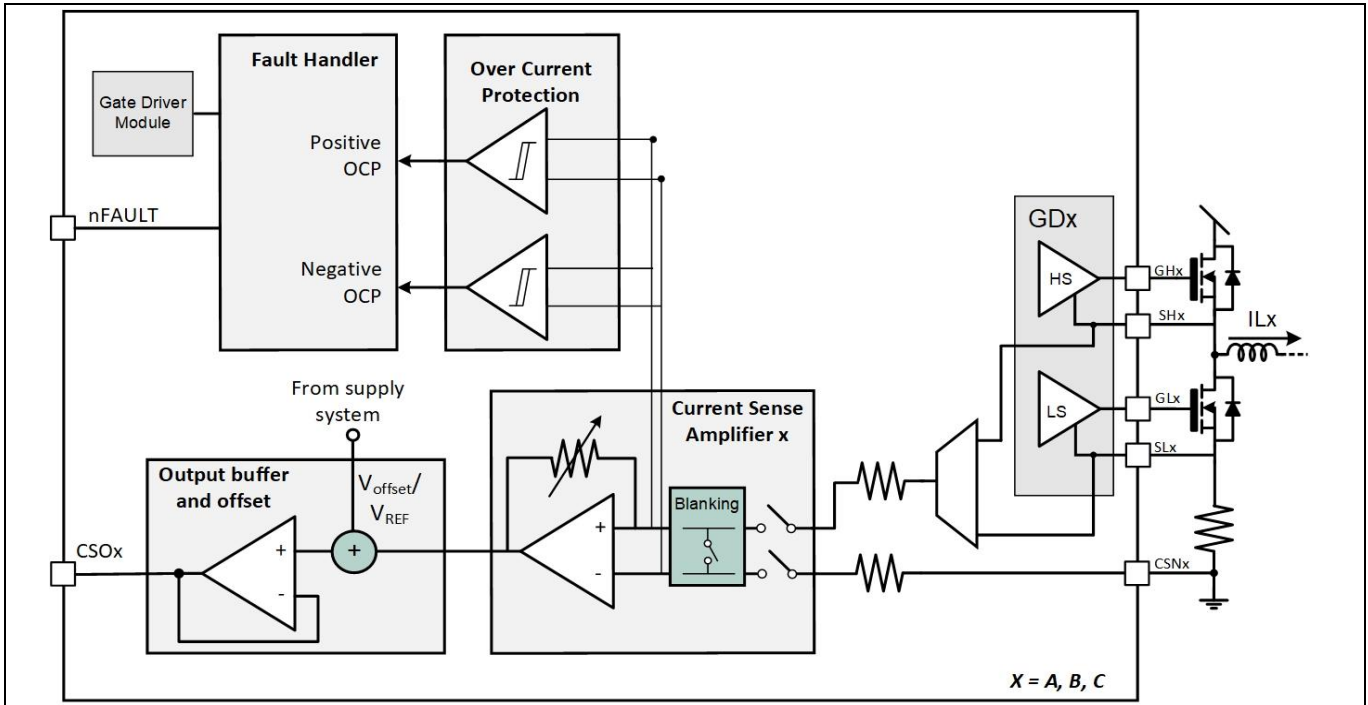 Fault Handler
Gate Driver
Module
Positive
OCP
Negative
OCP
nFAULT
Over Current
Protection
From supply
system
Output buffer
and offset
Voffset/
VREF
+
+
-
CSOx
Current Sense
Amplifier x
+
-
Blanking
GDx
HS
LS
GHx
SHx
ILx
GLx
SLx
CSNx
X = A, B, C